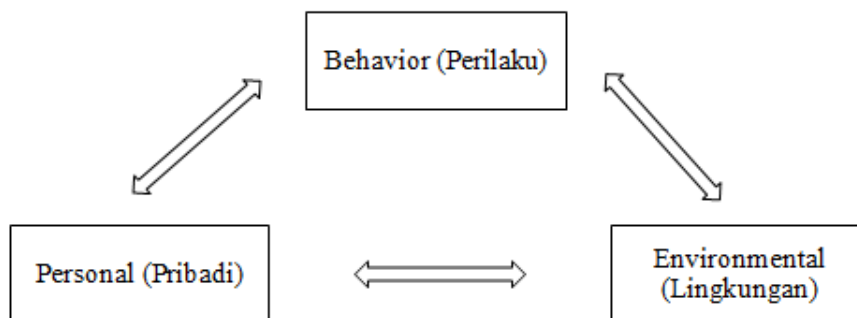 Behavior (Perilaku)
Personal (Pribadi)
Environmental
(Lingkungan)